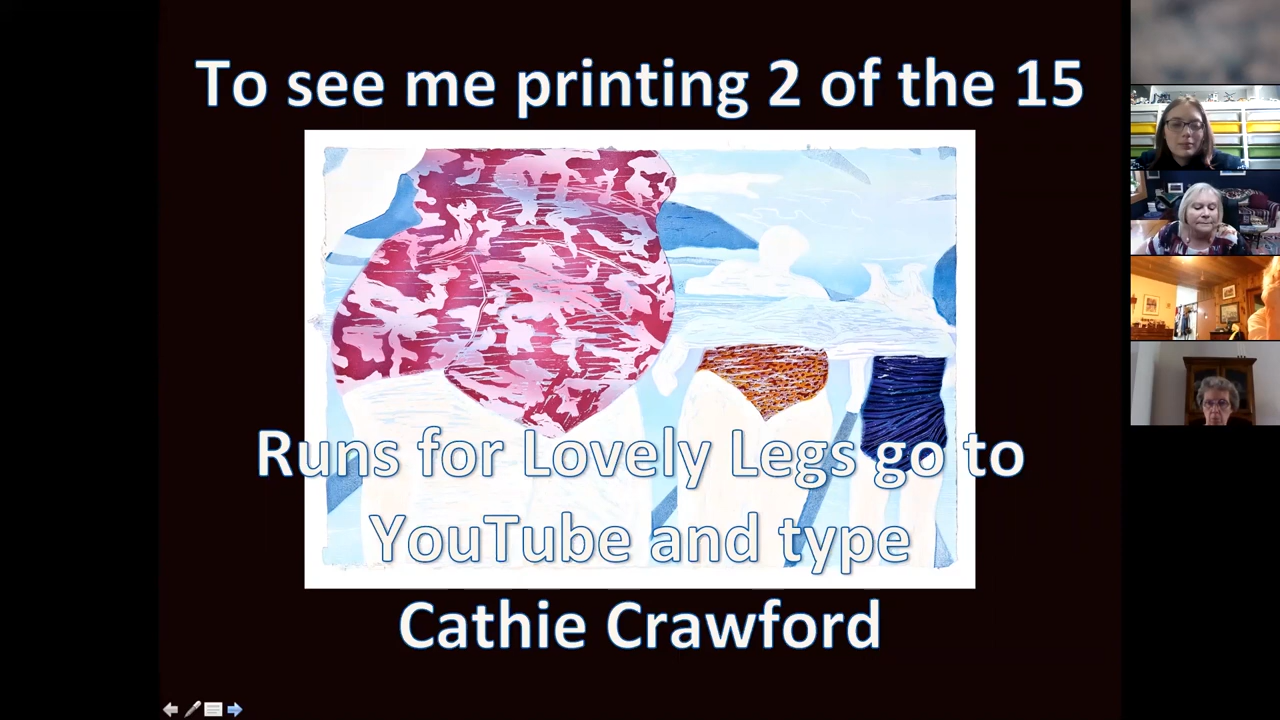 To see me printing 2 of the 15
Runs for Lovely Legs go to
YouTube and type
Cathie Crawford